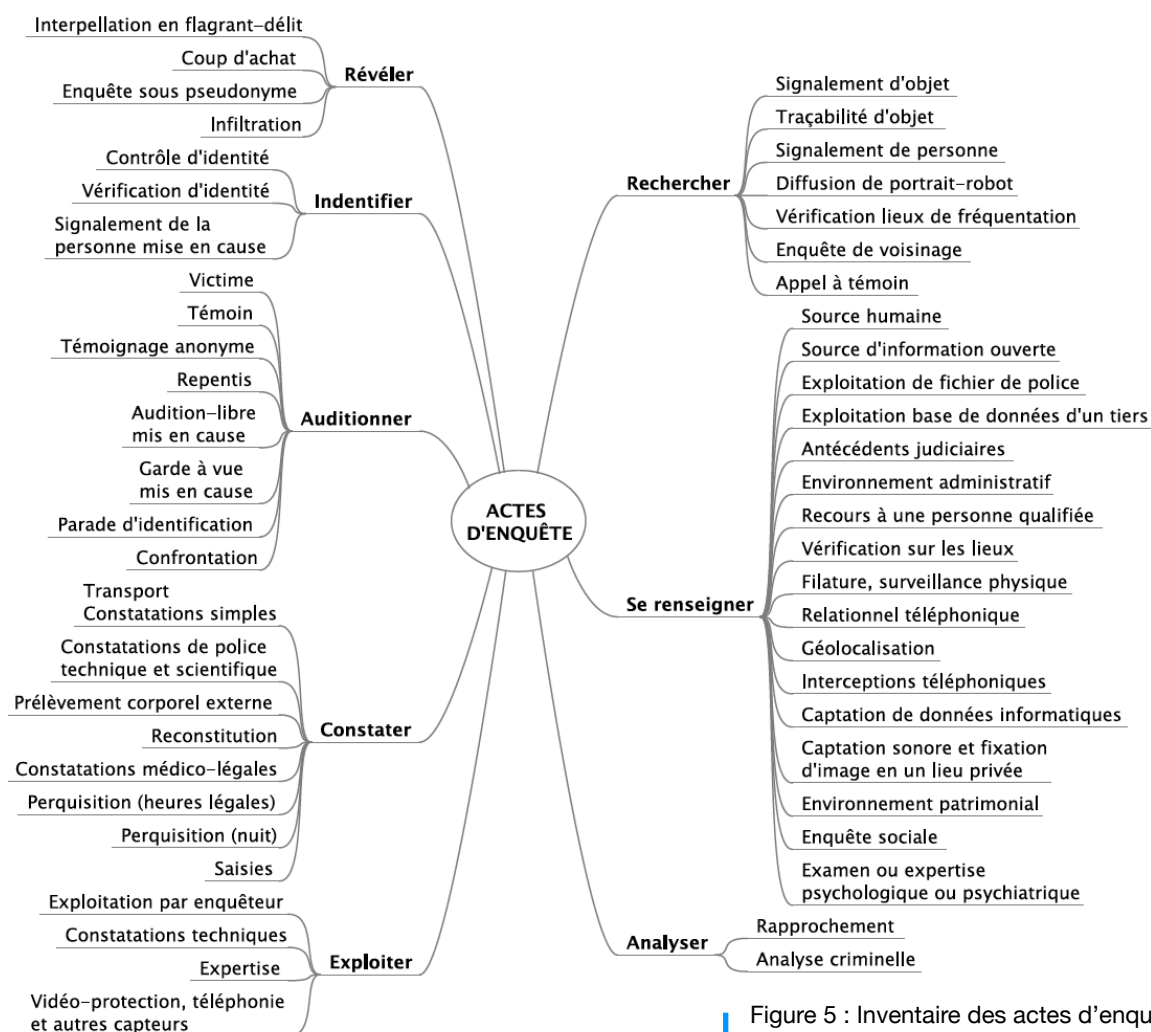 Interpellation en flagrant-délit
Coup d'achat
Enquête sous pseudonyme
Infiltration
Révéler
Contrôle d'identité
Vérification d'identité
Signalement de la
personne mise en cause
Indentifier
Victime
Témoin
Témoignage anonyme
Repentis
Audition-libre
mis en cause
Garde à vue
mis en cause
Parade d'identification
Confrontation
Auditionner
Transport
Constatations simples
Constatations de police
technique et scientifique
Prélèvement corporel externe
Reconstitution
Constatations médico-légales
Perquisition (heures légales)
Perquisition (nuit)
Saisies
Constater
Exploitation par enquêteur
Constatations techniques
Expertise
Vidéo-protection, téléphonie
et autres capteurs
Exploiter
ACTES
D'ENQUÊTE
Rechercher
Signalement d'objet
Traçabilité d'objet
Signalement de personne
Diffusion de portrait-robot
Vérification lieux de fréquentation
Enquête de voisinage
Appel à témoin
Se renseigner
Source humaine
Source d'information ouverte
Exploitation de fichier de police
Exploitation base de données d'un tiers
Antécédents judiciaires
Environnement administratif
Recours à une personne qualifiée
Vérification sur les lieux
Filature, surveillance physique
Relationnel téléphonique
Géolocalisation
Interceptions téléphoniques
Captation de données informatiques
Captation sonore et fixation
d'image en un lieu privée
Environnement patrimonial
Enquête sociale
Examen ou expertise
psychologique ou psychiatrique
Analyser
Rapprochement
Analyse criminelle
Figure 5 : Inventaire des actes d'enqu